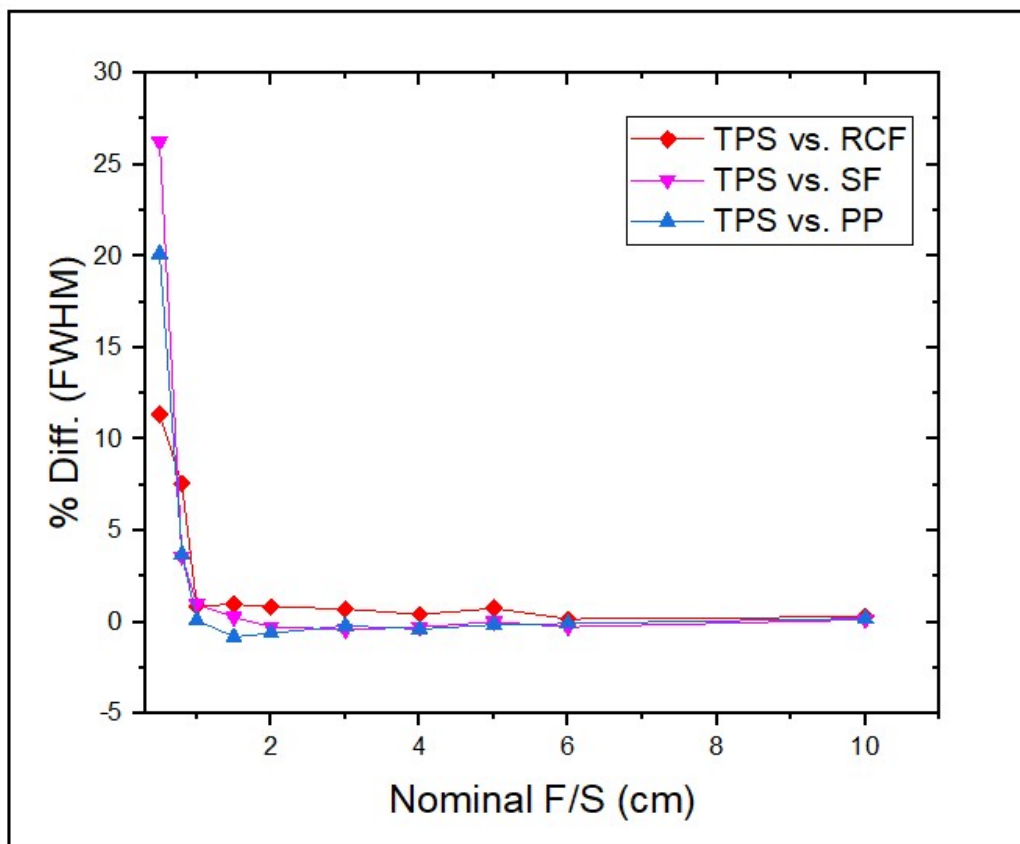 30
25
20
15
10
5
0
-5
% Diff. (FWHM)
TPS vs. RCF
TPS vs. SF
TPS vs. PP
2 4 6 8 10
Nominal F/S (cm)